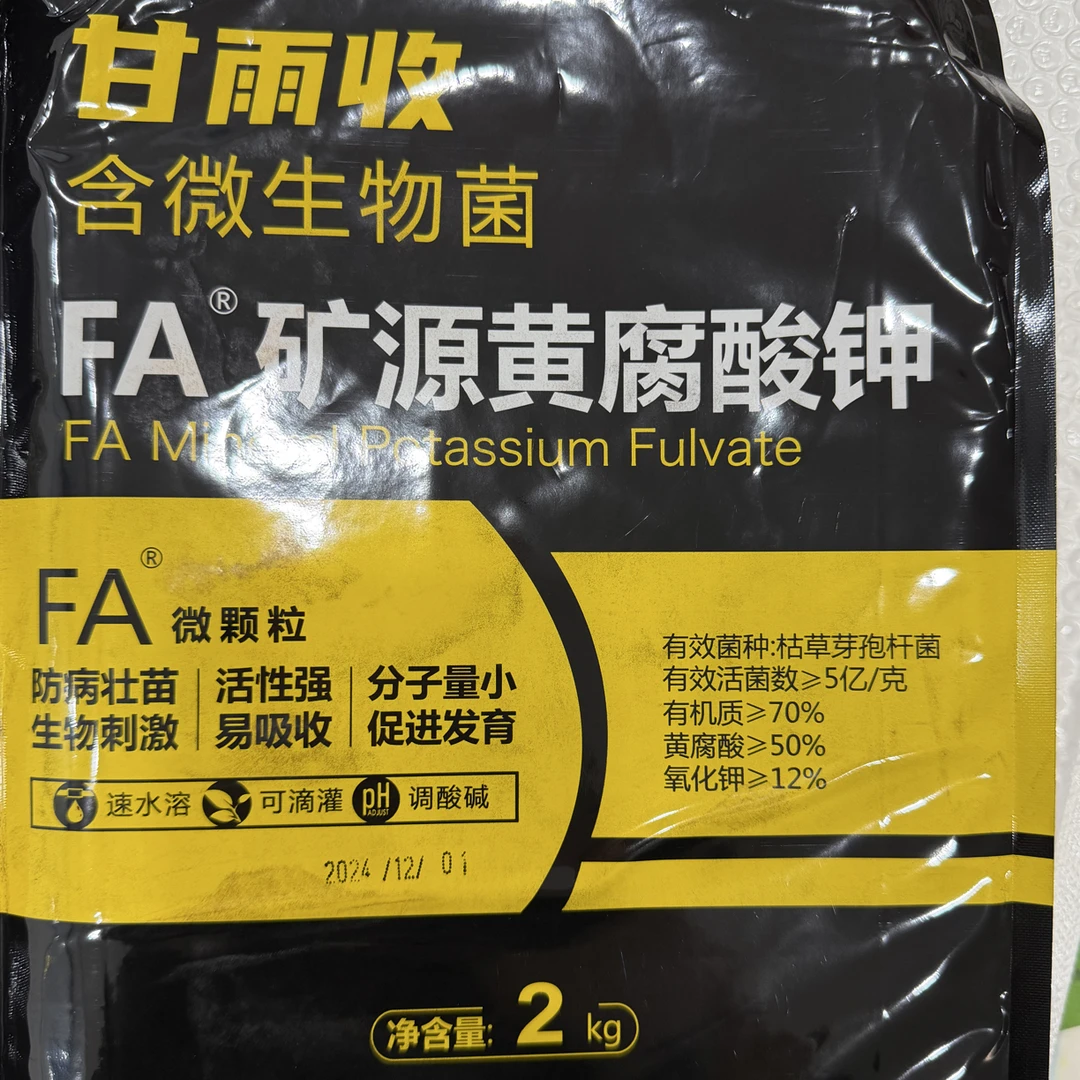 甘雨收
含微生物菌
FA® 矿源黄腐酸钾
FA Mineral Potassium Fulvate
FA® 微颗粒
防病壮苗 活性强 分子量小
生物刺激 易吸收 促进发育
速水溶 可滴灌 pH ADJUST 调酸碱
有效菌种:枯草芽孢杆菌
有效活菌数≥5亿/克
有机质≥70%
黄腐酸≥50%
氧化钾≥12%
2024 /12/ 01
净含量: 2 kg